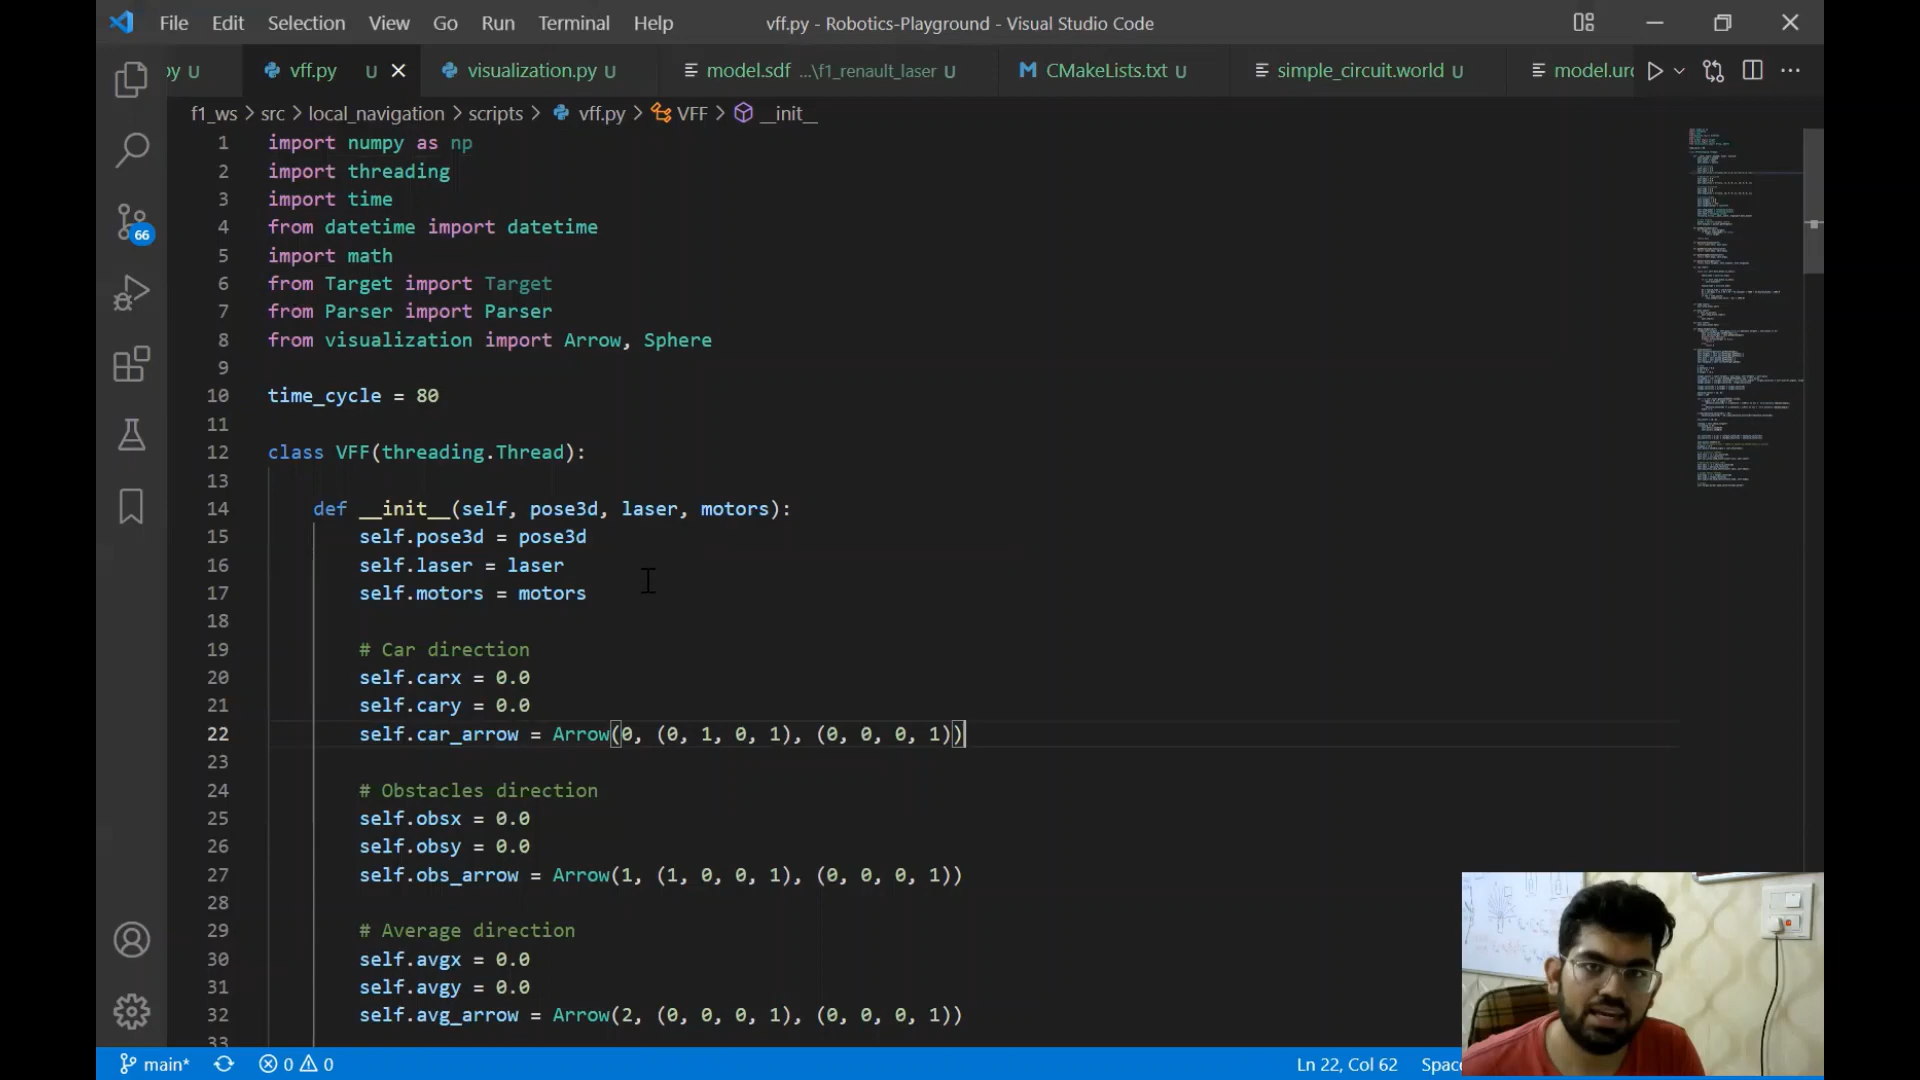 File Edit Selection View Go Run Terminal Help vff.py - Robotics-Playground - Visual Studio Code
py U vff.py U visualization.py U model.sdf ...\f1_renault_laser U CMakeLists.txt U simple_circuit.world U model.urd
f1_ws > src > local_navigation > scripts > vff.py > VFF > __init__
1 import numpy as np
2 import threading
3 import time
4 from datetime import datetime
5 import math
6 from Target import Target
7 from Parser import Parser
8 from visualization import Arrow, Sphere
9
10 time_cycle = 80
11
12 class VFF(threading.Thread):
13
14 def __init__(self, pose3d, laser, motors):
15 self.pose3d = pose3d
16 self.laser = laser
17 self.motors = motors
18
19 # Car direction
20 self.carx = 0.0
21 self.cary = 0.0
22 self.car_arrow = Arrow(0, (0, 1, 0, 1), (0, 0, 0, 1))
23
24 # Obstacles direction
25 self.obsx = 0.0
26 self.obsy = 0.0
27 self.obs_arrow = Arrow(1, (1, 0, 0, 1), (0, 0, 0, 1))
28
29 # Average direction
30 self.avgx = 0.0
31 self.avgy = 0.0
32 self.avg_arrow = Arrow(2, (0, 0, 0, 1), (0, 0, 0, 1))
33
66
main* 0 0 Ln 22, Col 62 Spac